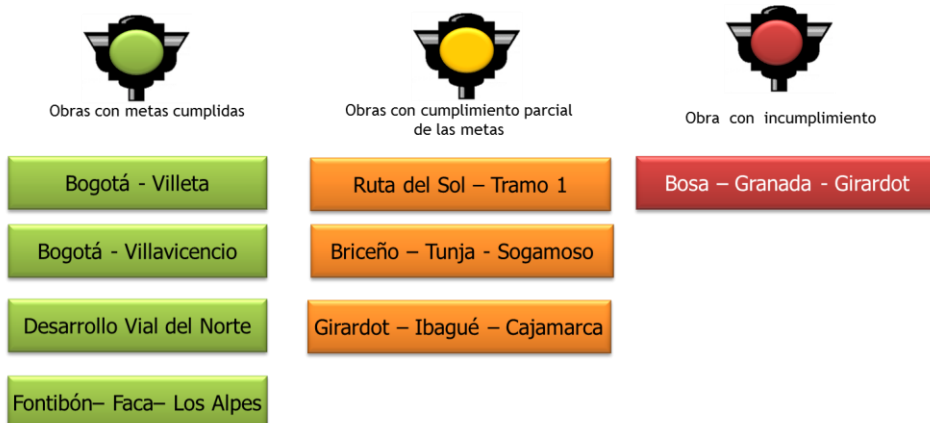 Obras con metas cumplidas
Bogotá - Villeta
Bogotá - Villavicencio
Desarrollo Vial del Norte
Fontibón– Faca– Los Alpes
Obras con cumplimiento parcial
de las metas
Ruta del Sol – Tramo 1
Briceño – Tunja - Sogamoso
Girardot – Ibagué – Cajamarca
Obra con incumplimiento
Bosa – Granada - Girardot